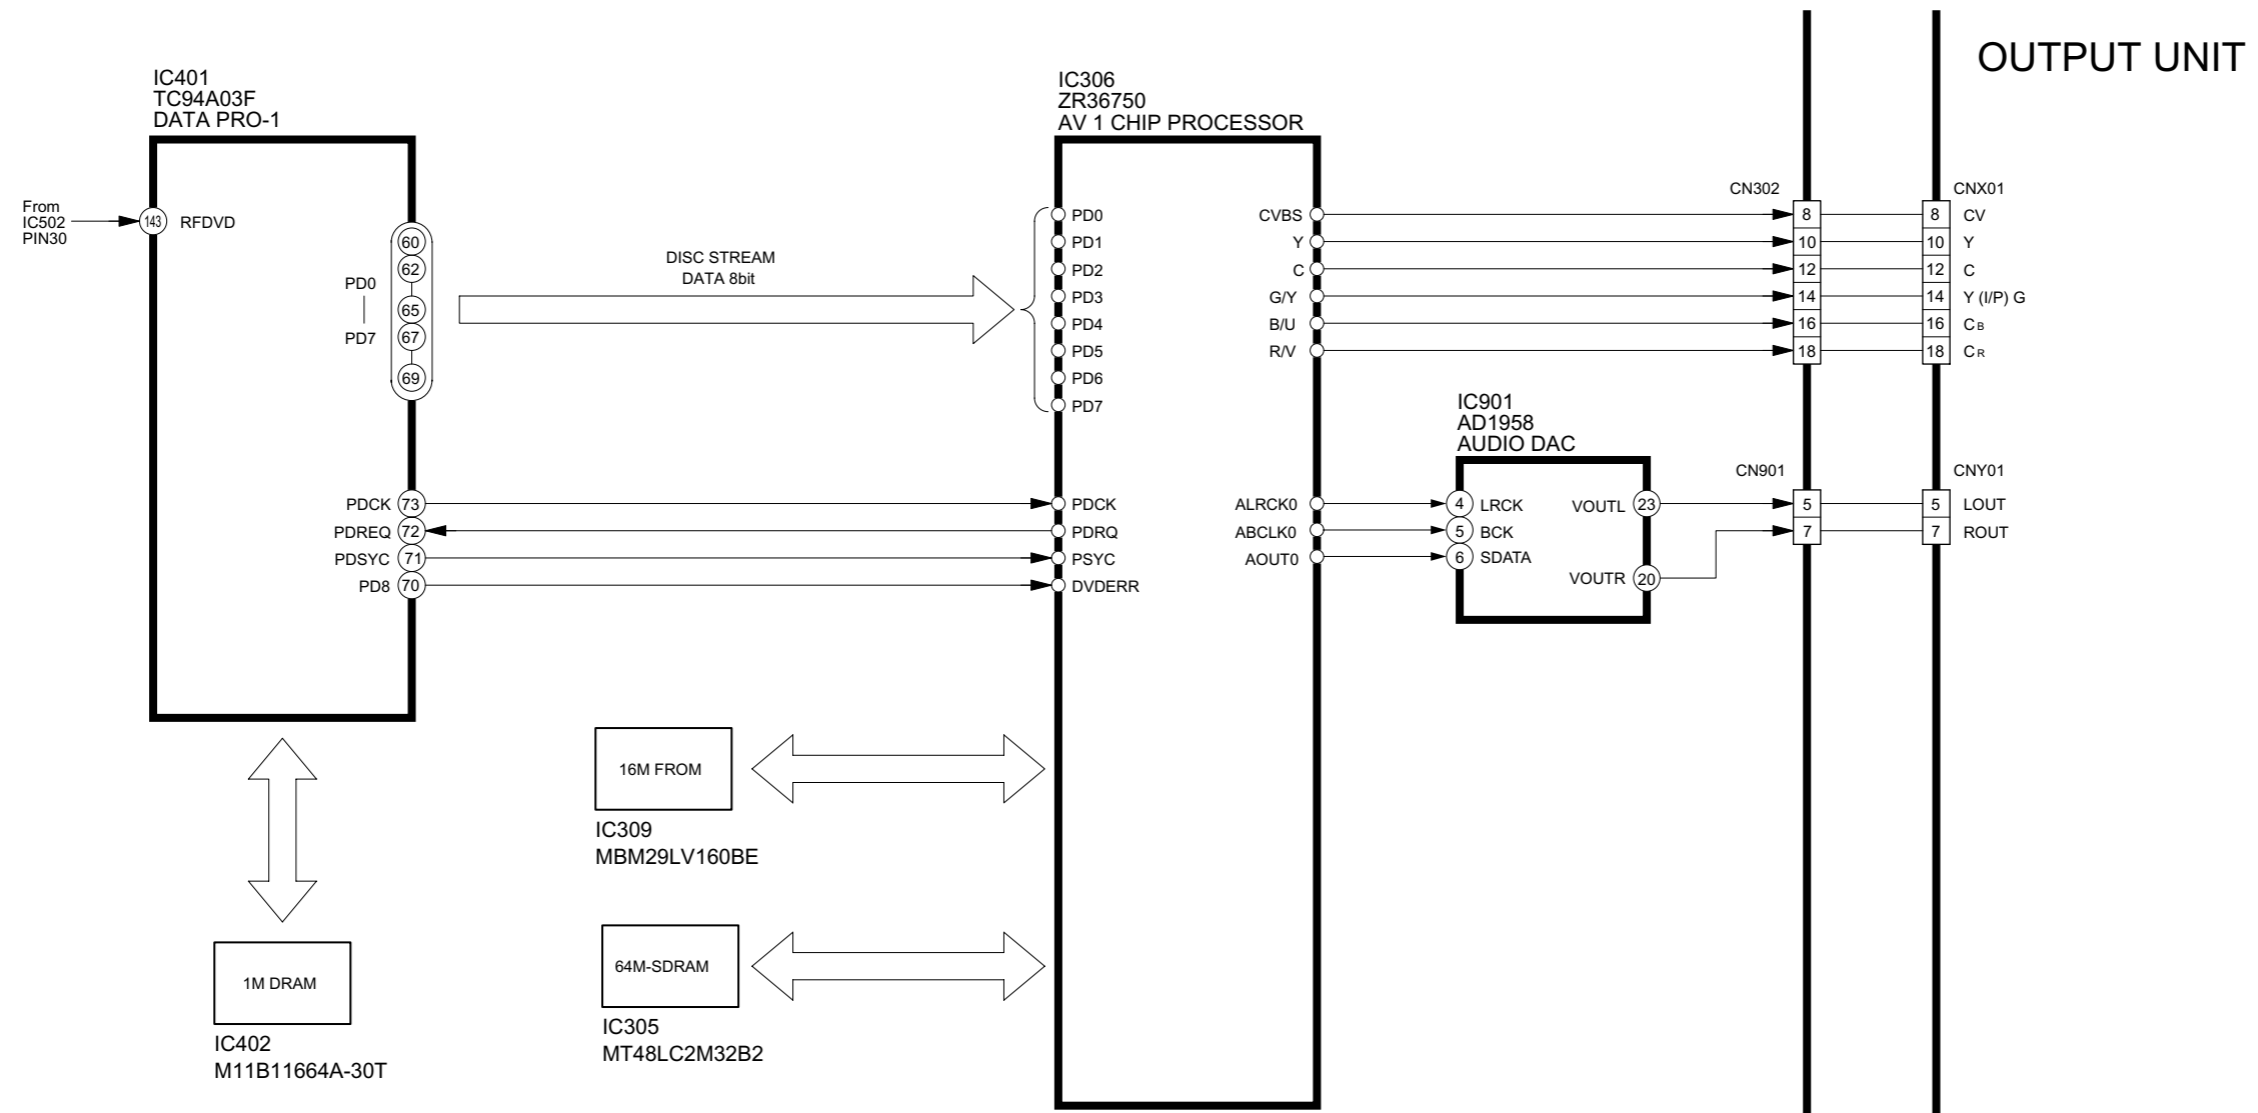 OUTPUT UNIT
IC401
TC94A03F
DATA PRO-1
From
IC502
PIN30
143
RFDVD
60
62
65
67
69
PD0
PD7
DISC STREAM
DATA 8bit
PDCK 73
PDREQ 72
PDSYC 71
PD8 70
1M DRAM
IC402
M11B11664A-30T
16M FROM
IC309
MBM29LV160BE
64M-SDRAM
IC305
MT48LC2M32B2
IC306
ZR36750
AV 1 CHIP PROCESSOR
PD0
PD1
PD2
PD3
PD4
PD5
PD6
PD7
PDCK
PDRQ
PSYC
DVDERR
CVBS
Y
C
G/Y
B/U
R/V
ALRCK0
ABCLK0
AOUT0
IC901
AD1958
AUDIO DAC
4 LRCK
5 BCK
6 SDATA
VOUTL 23
VOUTR 20
CN302
8
10
12
14
16
18
CN901
5
7
CNX01
8 CV
10 Y
12 C
14 Y (I/P) G
16 CB
18 CR
CNY01
5 LOUT
7 ROUT